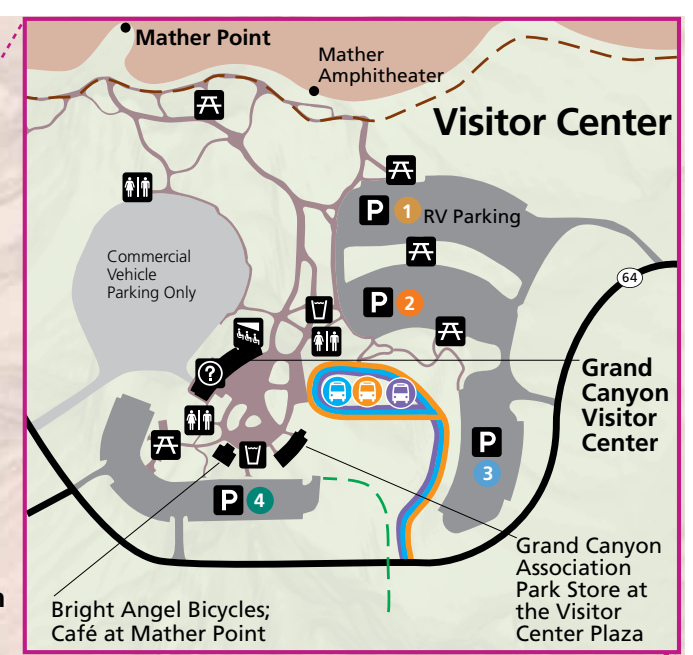 Mather Point
Mather
Amphitheater
Visitor Center
P 1 RV Parking
Commercial
Vehicle
Parking Only
64
P 2
?
Grand
Canyon
Visitor
Center
P
3
P 4
Grand Canyon
Association
Park Store at
the Visitor
Center Plaza
Bright Angel Bicycles;
Café at Mather Point